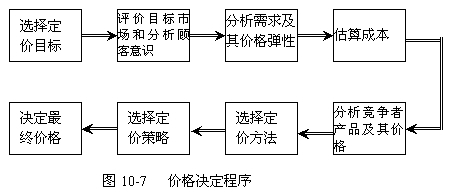 选择定
价目标
评价目标市
场和分析顾
客意识
分析需求及
其价格弹性
估算成本
分析竞争者
产品及其价
格
选择定
价方法
选择定
价策略
决定最
终价格
图 10-7 价格决定程序